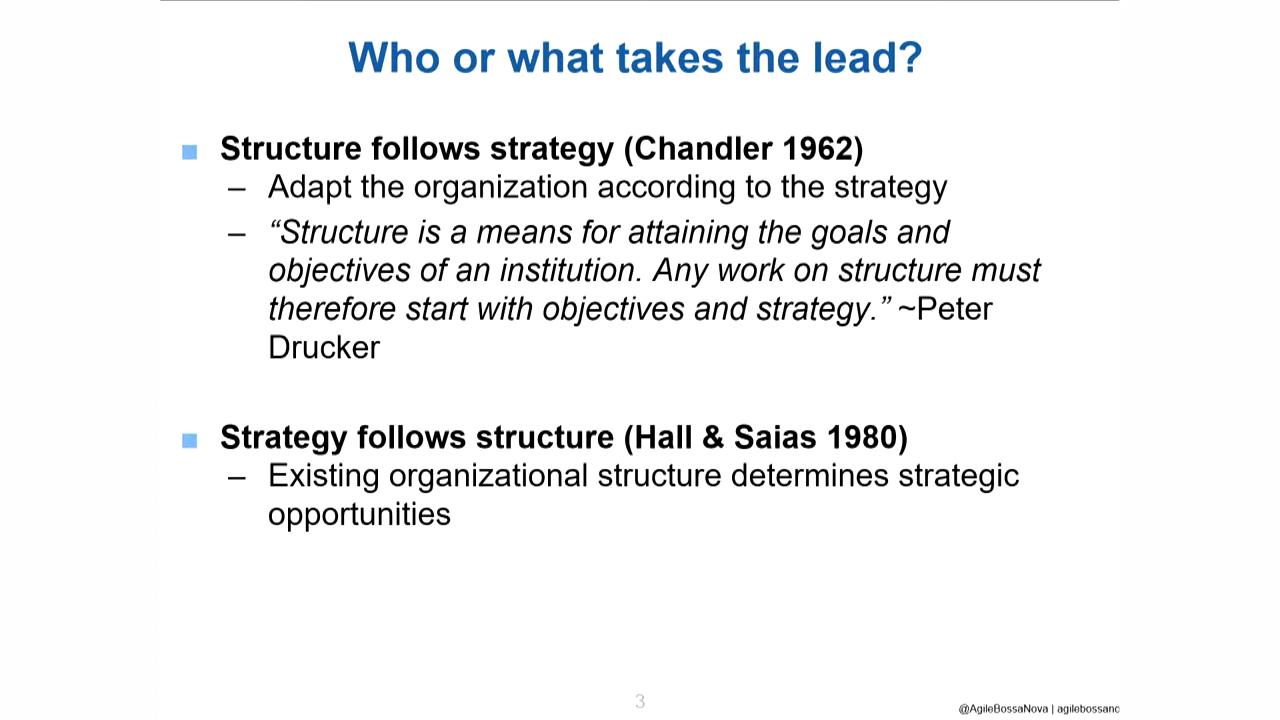 Who or what takes the lead?
Structure follows strategy (Chandler 1962)
– Adapt the organization according to the strategy
– “Structure is a means for attaining the goals and
objectives of an institution. Any work on structure must
therefore start with objectives and strategy.” ~Peter
Drucker
Strategy follows structure (Hall & Saias 1980)
– Existing organizational structure determines strategic
opportunities
3
@AgileBossaNova | agilebossanc